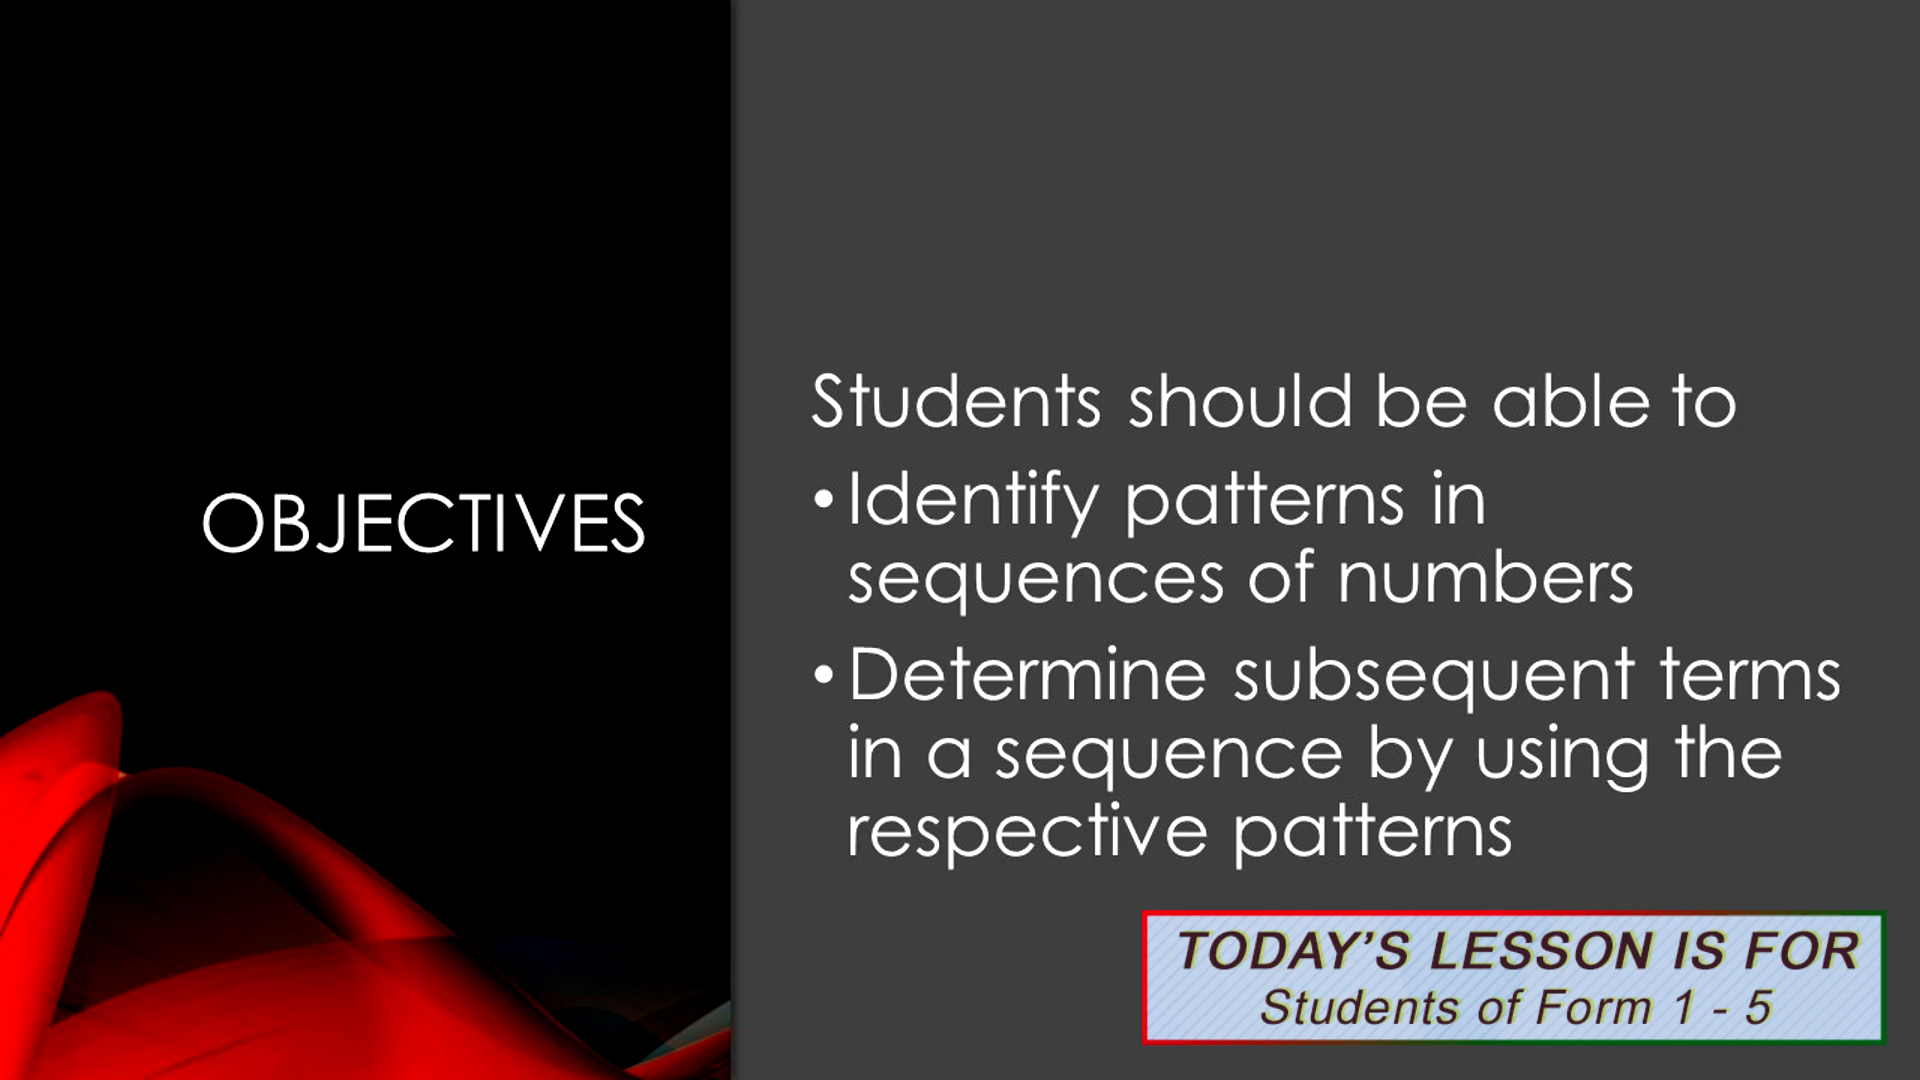 OBJECTIVES
Students should be able to
• Identify patterns in
sequences of numbers
• Determine subsequent terms
in a sequence by using the
respective patterns
TODAY'S LESSON IS FOR
Students of Form 1 - 5